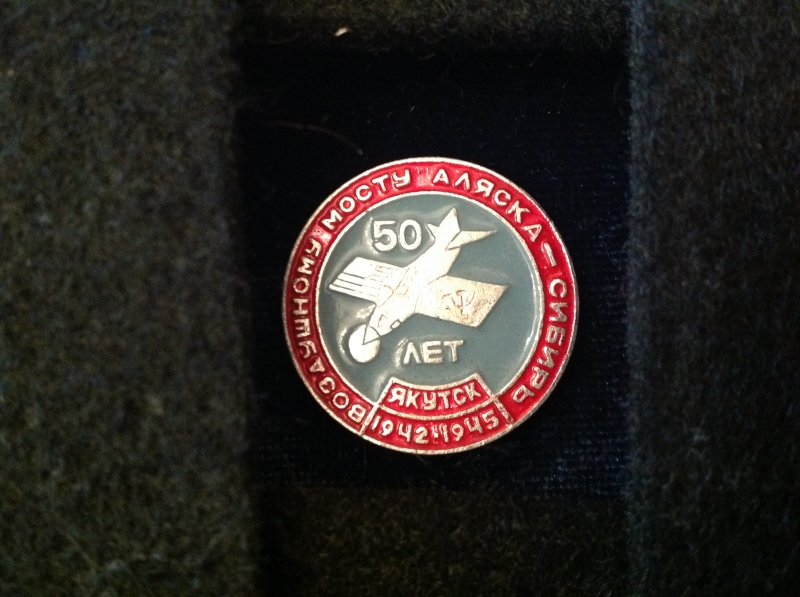 ВОЗДУШНОМУ МОСТУ АЛЯСКА-СИБИРЬ
50
ЛЕТ
ЯКУТСК
1942-1945